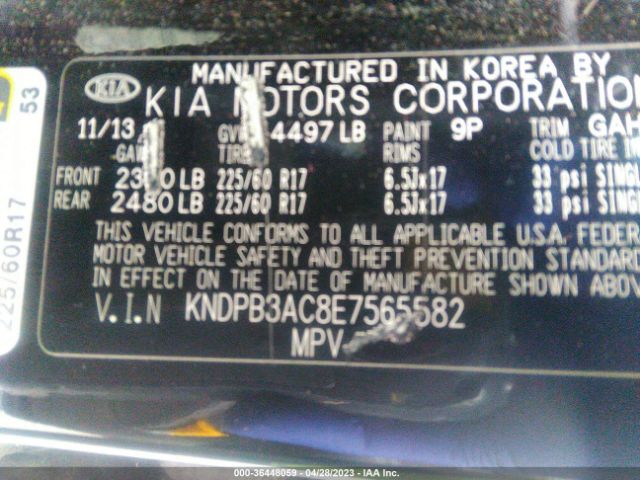 MANUFACTURED IN KOREA BY
KIA KIA MOTORS CORPORATION
11/13 4497 LB PAINT 9P TRIM
TIRE RIMS COLD TIRE
FRONT LB 225/60 R17 6.5Jx17 33 psi
REAR 2480 LB 225/60 R17 6.5Jx17 33 psi
THIS VEHICLE CONFORMS TO ALL APPLICABLE U.S.A. FEDER
MOTOR VEHICLE SAFETY AND THEFT PREVENTION STANDARD
IN EFFECT ON THE DATE OF MANUFACTURE SHOWN ABOV
V.I.N KNDPB3AC8E7565582
MPV
53
225/60R17
000-36448059 - 04/28/2023 - IAA Inc.